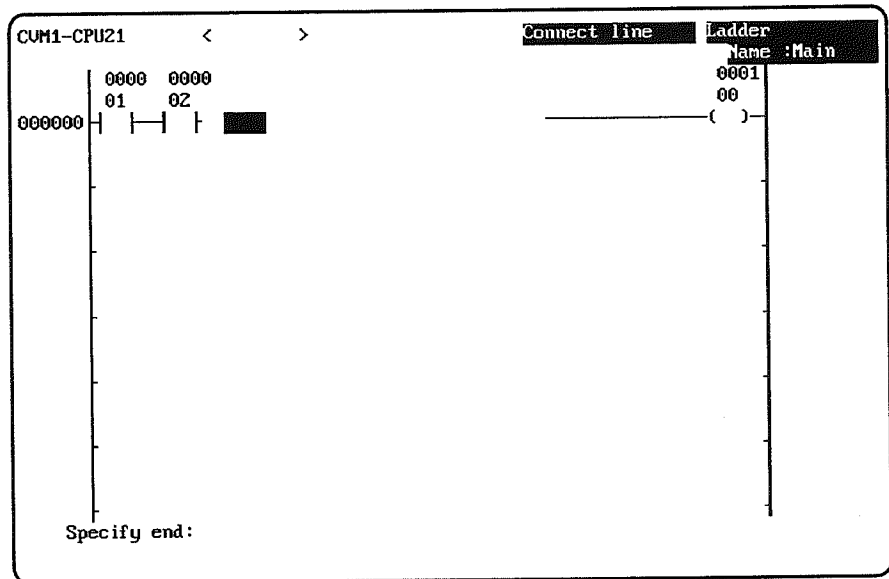 CVM1-CPU21 < > Connect line Ladder
Name :Main
0000 0000 0001
01 02 00
000000 ( )
Specify end: